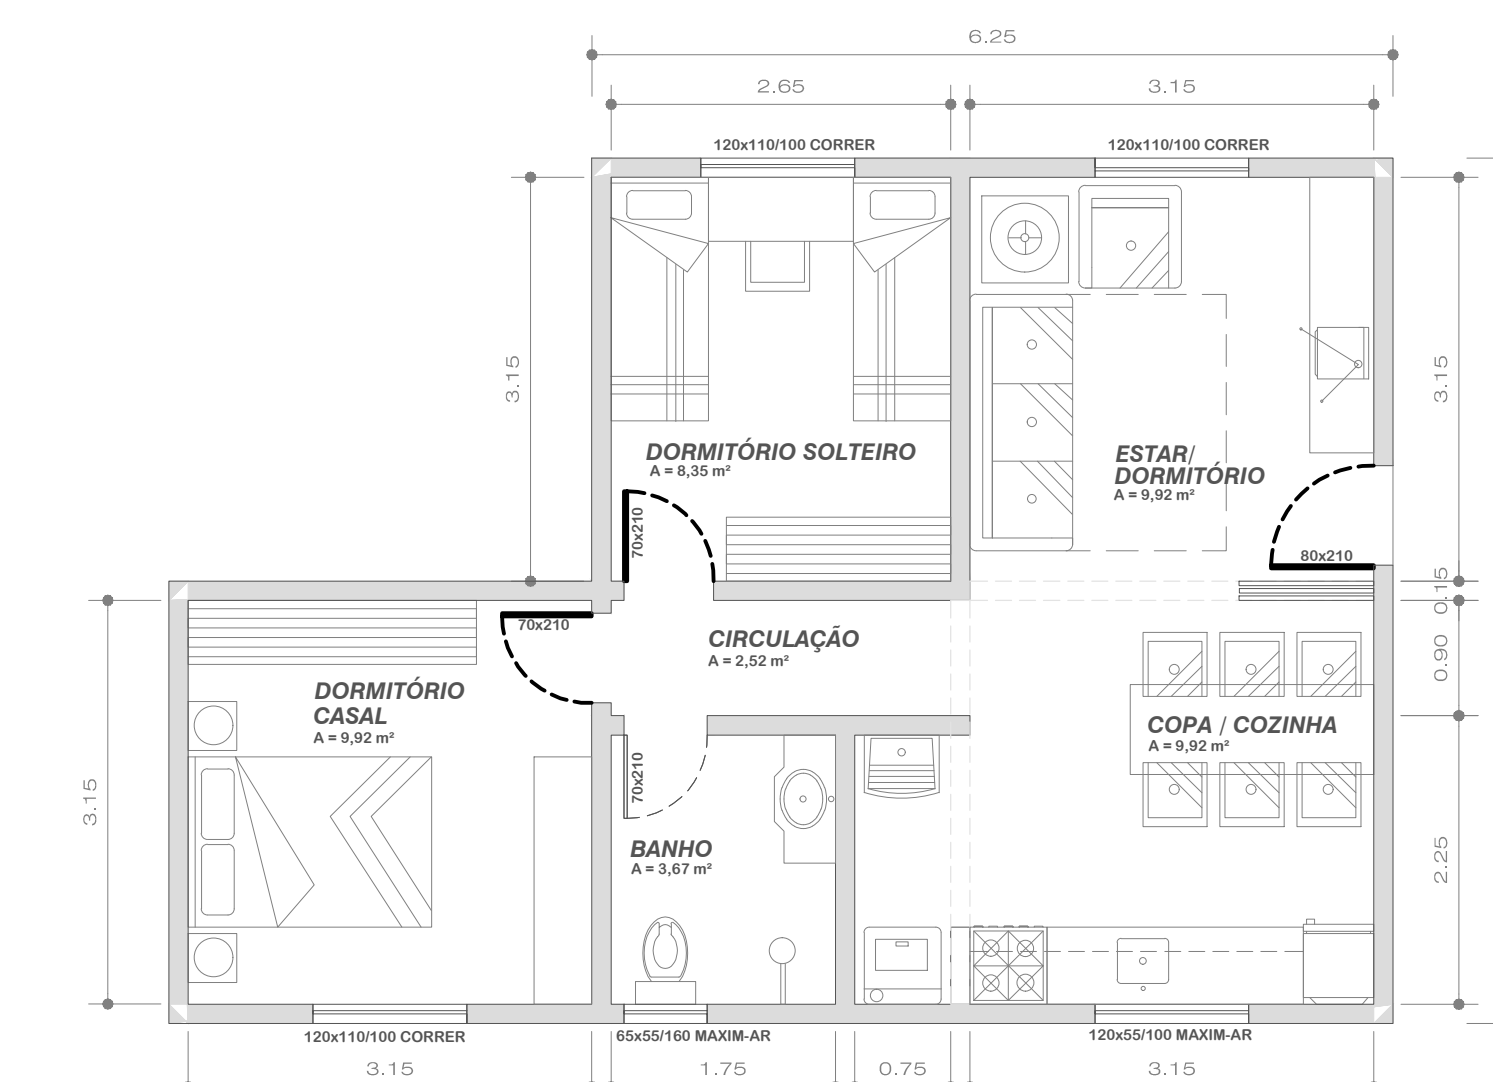 6.25
2.65
3.15
120x110/100 CORRER
120x110/100 CORRER
3.15
3.15
DORMITÓRIO SOLTEIRO
A = 8,35 m²
ESTAR/
DORMITÓRIO
A = 9,92 m²
70x210
80x210
0.15
70x210
CIRCULAÇÃO
A = 2,52 m²
0.90
DORMITÓRIO
CASAL
A = 9,92 m²
COPA / COZINHA
A = 9,92 m²
70x210
3.15
BANHO
A = 3,67 m²
2.25
120x110/100 CORRER
65x55/160 MAXIM-AR
120x55/100 MAXIM-AR
3.15
1.75
0.75
3.15